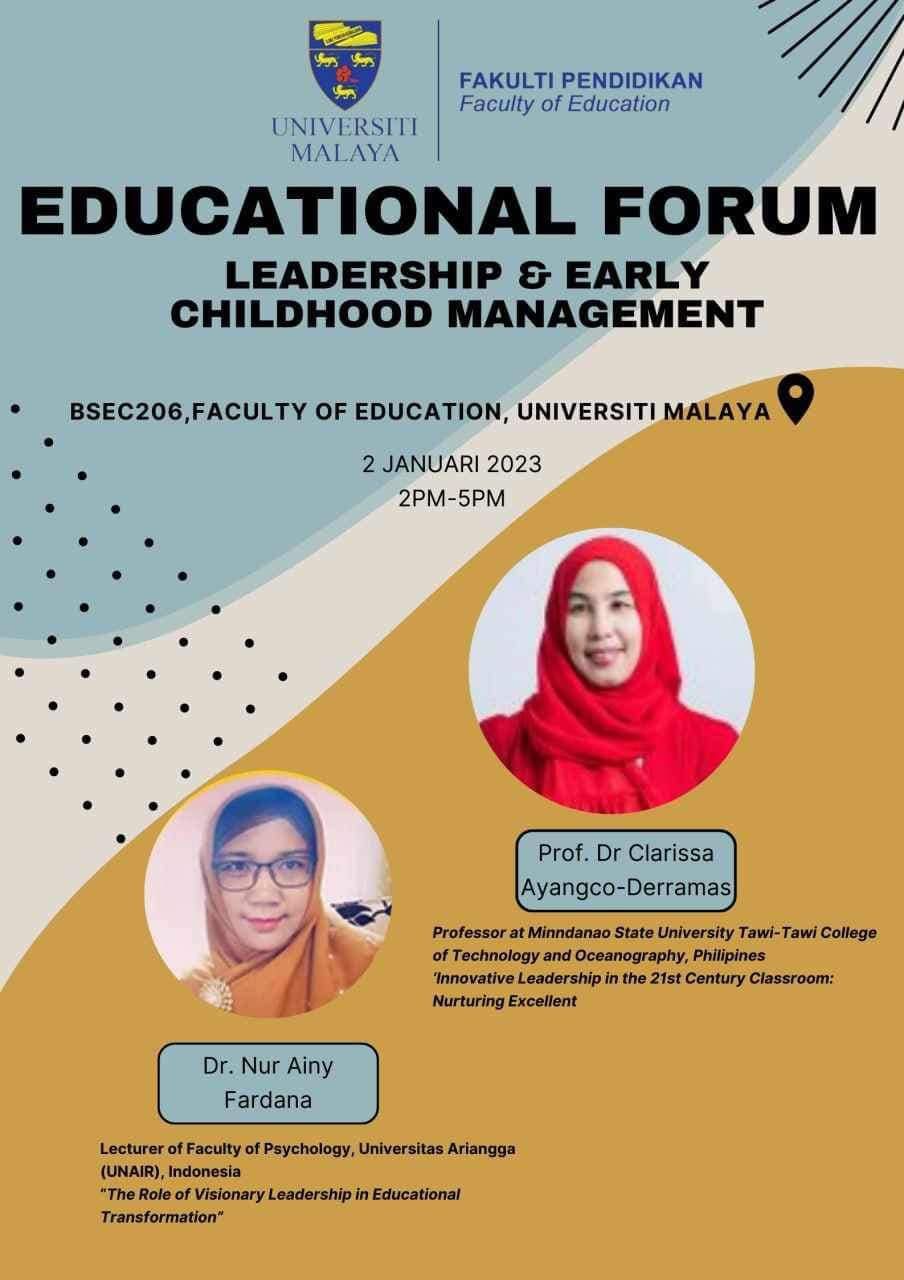 UNIVERSITI
MALAYA
FAKULTI PENDIDIKAN
Faculty of Education
EDUCATIONAL FORUM
LEADERSHIP & EARLY
CHILDHOOD MANAGEMENT
BSEC206,FACULTY OF EDUCATION, UNIVERSITI MALAYA
2 JANUARI 2023
2PM-5PM
Prof. Dr Clarissa
Ayangco-Derramas
Professor at Minndanao State University Tawi-Tawi College
of Technology and Oceanography, Philipines
‘Innovative Leadership in the 21st Century Classroom:
Nurturing Excellent
Dr. Nur Ainy
Fardana
Lecturer of Faculty of Psychology, Universitas Ariangga
(UNAIR), Indonesia
“The Role of Visionary Leadership in Educational
Transformation”